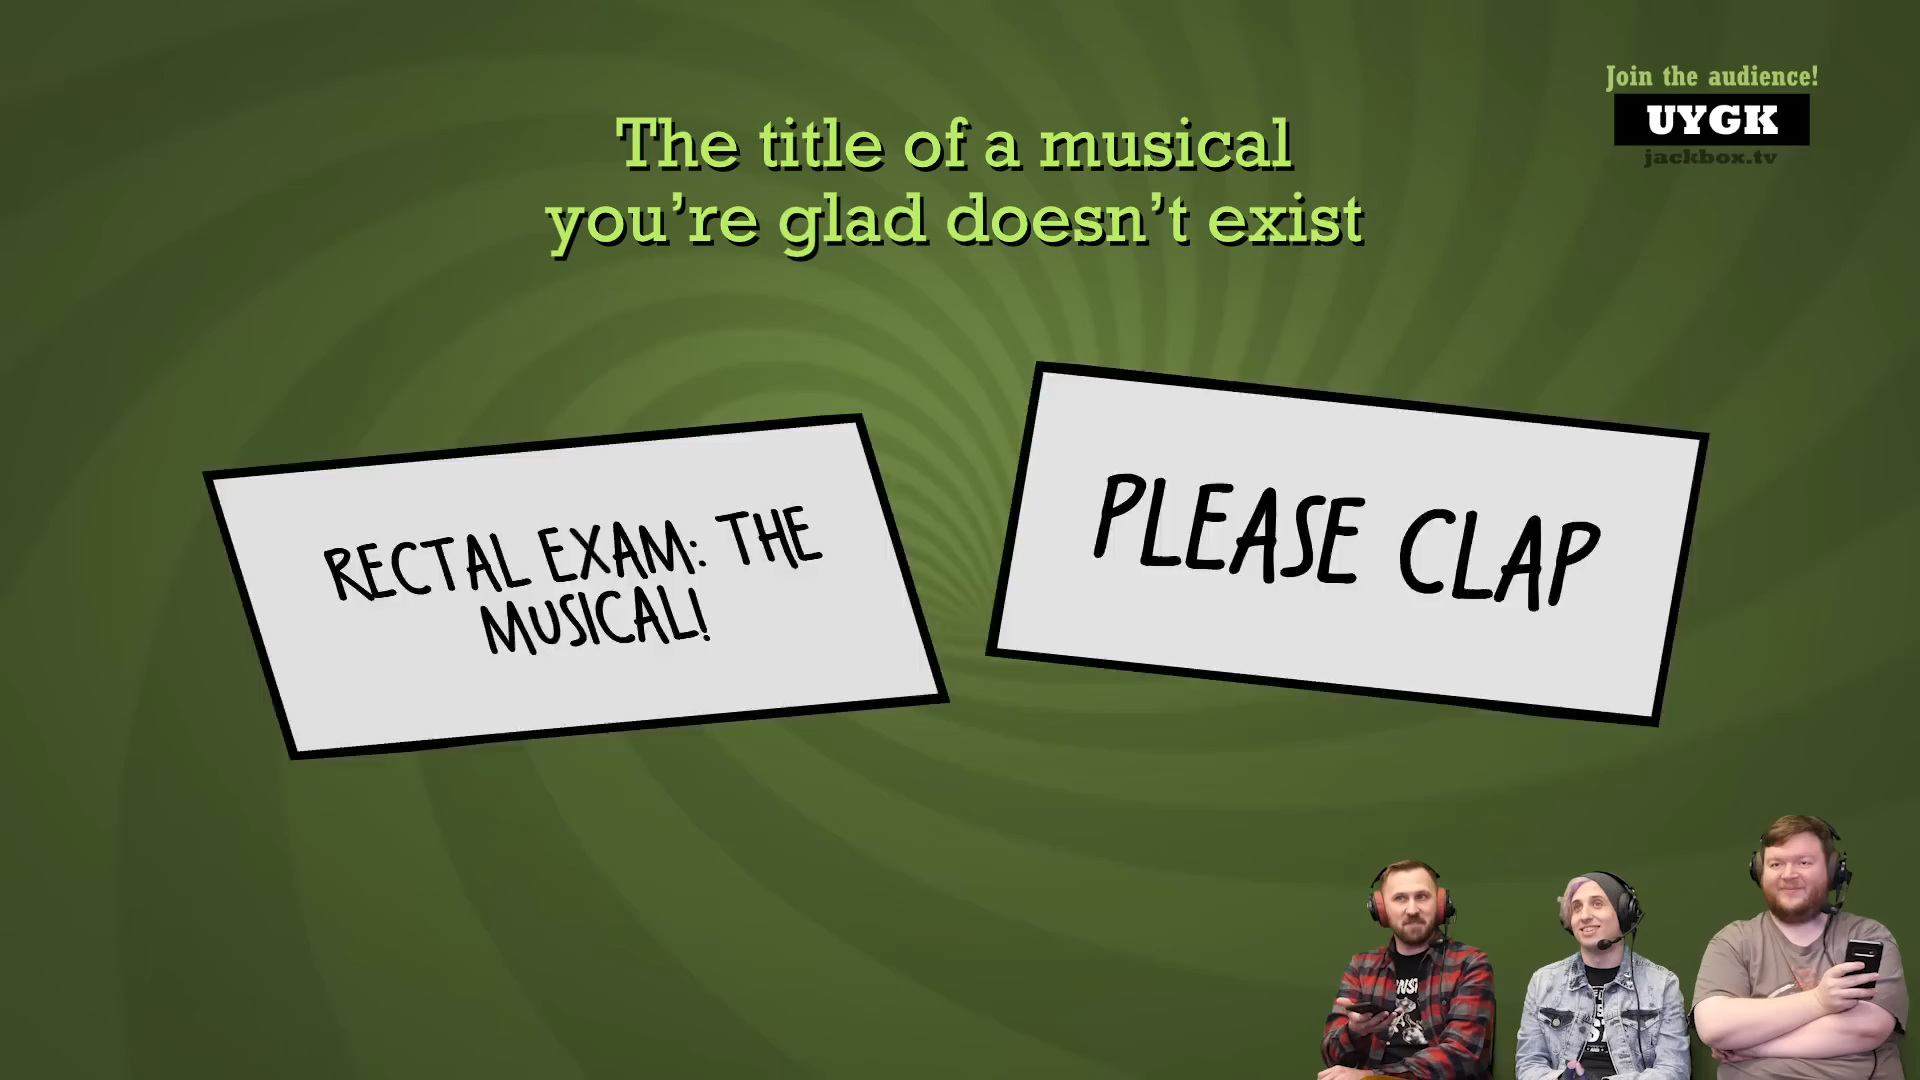 Join the audience!
UYGK
jackbox.tv
The title of a musical
you're glad doesn't exist
RECTAL EXAM: THE
MUSICAL!
PLEASE CLAP